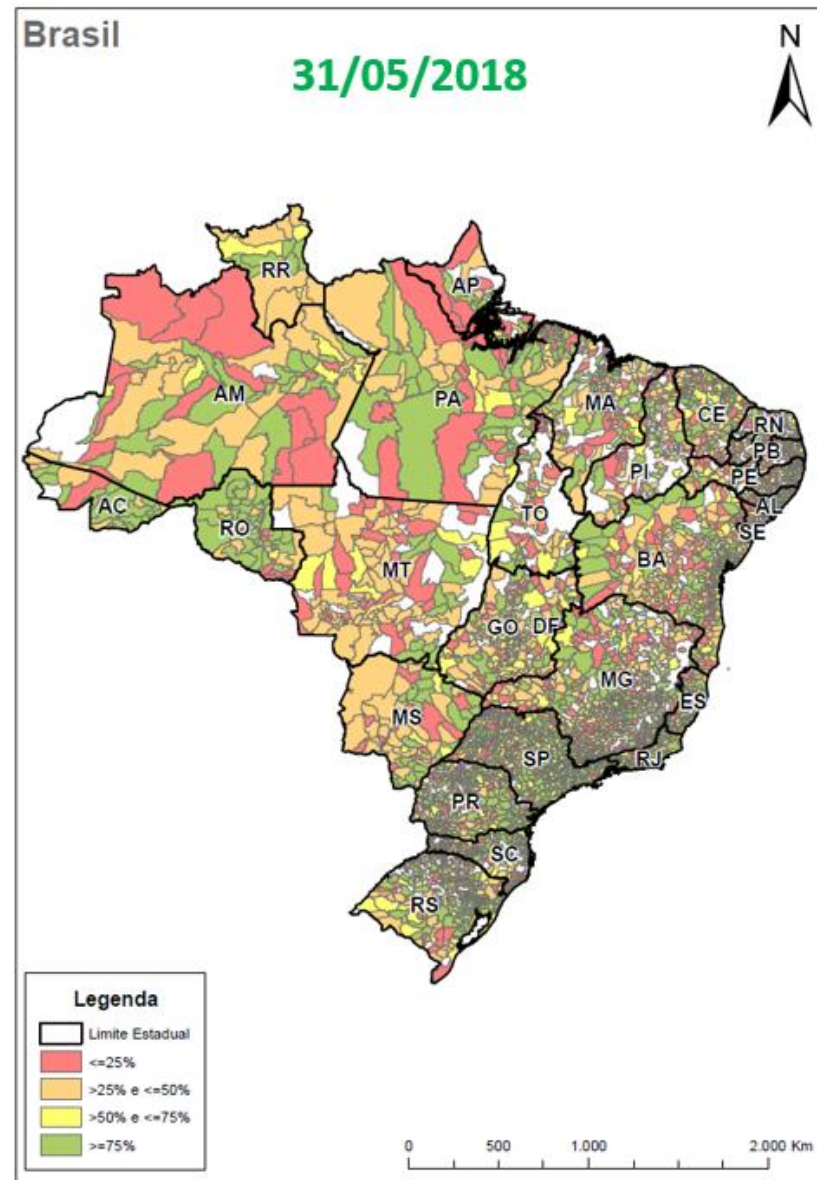 Brasil
31/05/2018
N
RR
AP
AM
PA
MA
CE
RN
PB
PI
PE
AL
SE
AC
RO
TO
BA
MT
GO
DF
MG
ES
MS
SP
RJ
PR
SC
RS
Legenda
Limite Estadual
<=25%
>25% e <=50%
>50% e <=75%
>=75%
0 500 1.000 2.000 Km